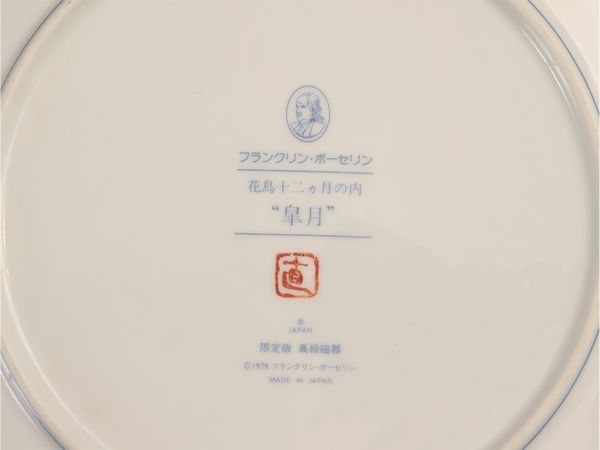 フランクリン・ポーセリン
花鳥十二ヵ月の内
“皐月”
直
®
JAPAN
限定版 高級磁器
©1979 フランクリン・ポーセリン
MADE IN JAPAN